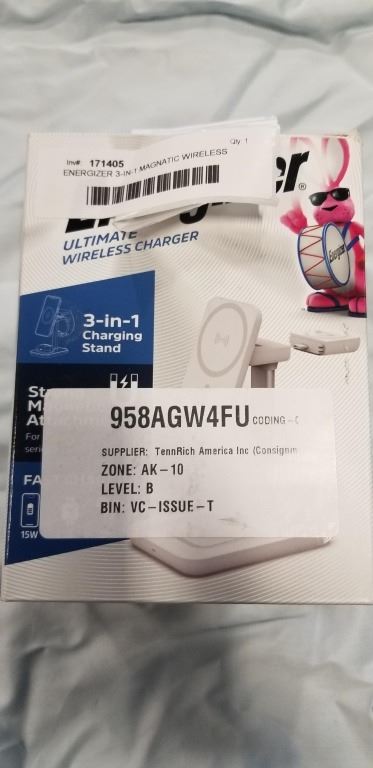 Qty 1
Inv# 171405
ENERGIZER 3-IN-1 MAGNATIC WIRELESS
ULTIMATE
WIRELESS CHARGER
Energizer
3-in-1
Charging
Stand
958AGW4FU CODING -
SUPPLIER: TennRich America Inc (Consignm
ZONE: AK-10
LEVEL: B
BIN: VC-ISSUE-T
For
15W